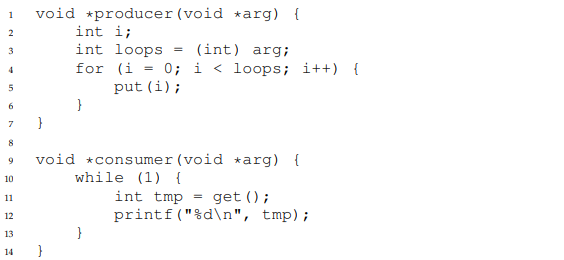 1 void *producer(void *arg) {
2     int i;
3     int loops = (int) arg;
4     for (i = 0; i < loops; i++) {
5         put(i);
6     }
7 }
8
9 void *consumer(void *arg) {
10     while (1) {
11         int tmp = get();
12         printf("%d\n", tmp);
13     }
14 }